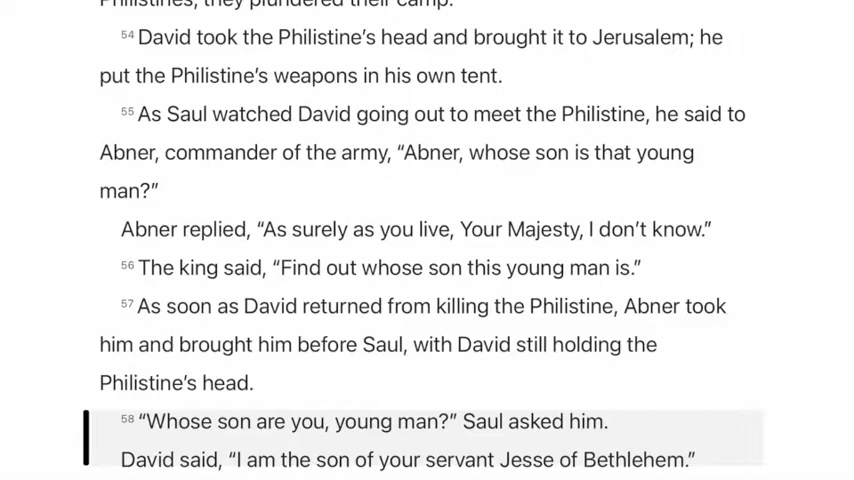 Philistines, they plundered their camp.
54 David took the Philistine’s head and brought it to Jerusalem; he
put the Philistine’s weapons in his own tent.
55 As Saul watched David going out to meet the Philistine, he said to
Abner, commander of the army, “Abner, whose son is that young
man?”
Abner replied, “As surely as you live, Your Majesty, I don’t know.”
56 The king said, “Find out whose son this young man is.”
57 As soon as David returned from killing the Philistine, Abner took
him and brought him before Saul, with David still holding the
Philistine’s head.
58 “Whose son are you, young man?” Saul asked him.
David said, “I am the son of your servant Jesse of Bethlehem.”